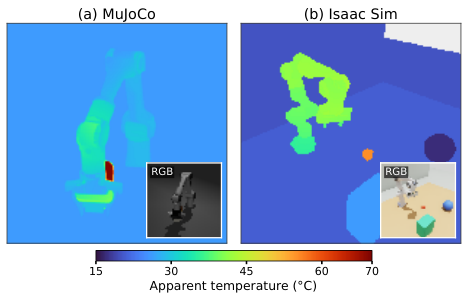 (a) MuJoCo
(b) Isaac Sim
RGB
RGB
15
30
45
60
70
Apparent temperature (°C)